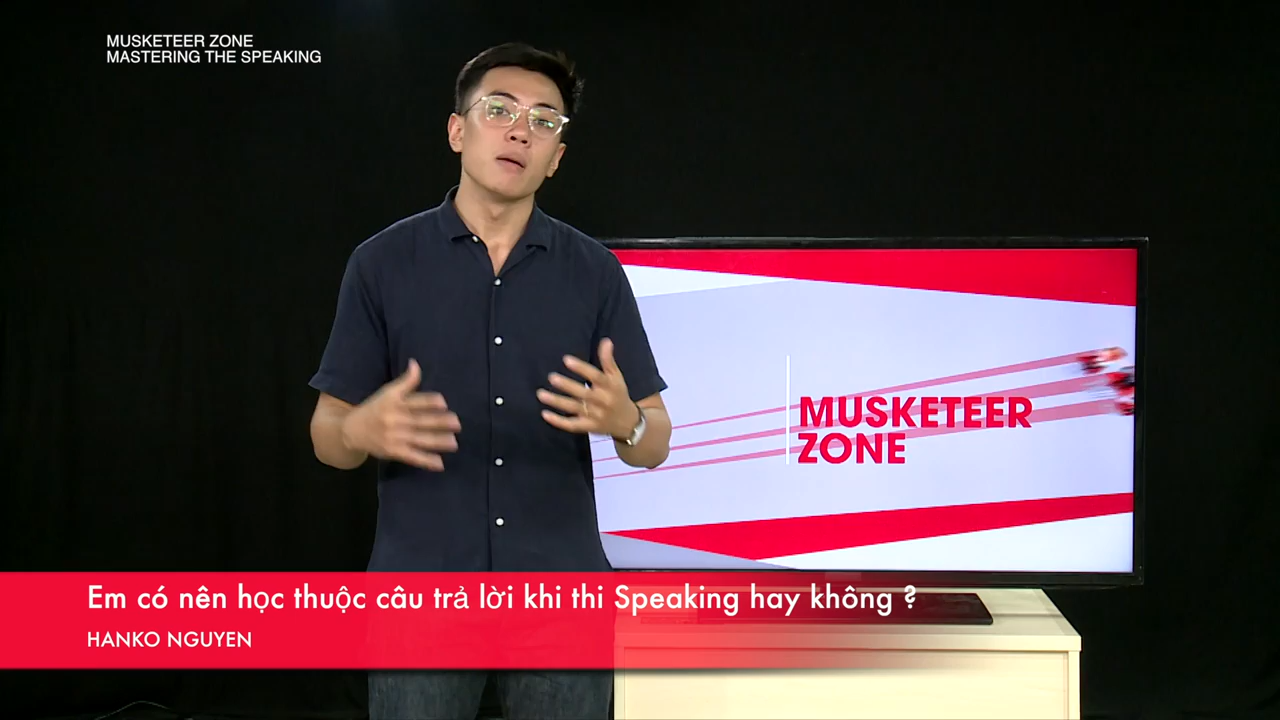 MUSKETEER ZONE
MASTERING THE SPEAKING
MUSKETEER
ZONE
Em có nên học thuộc câu trả lời khi thi Speaking hay không ?
HANKO NGUYEN